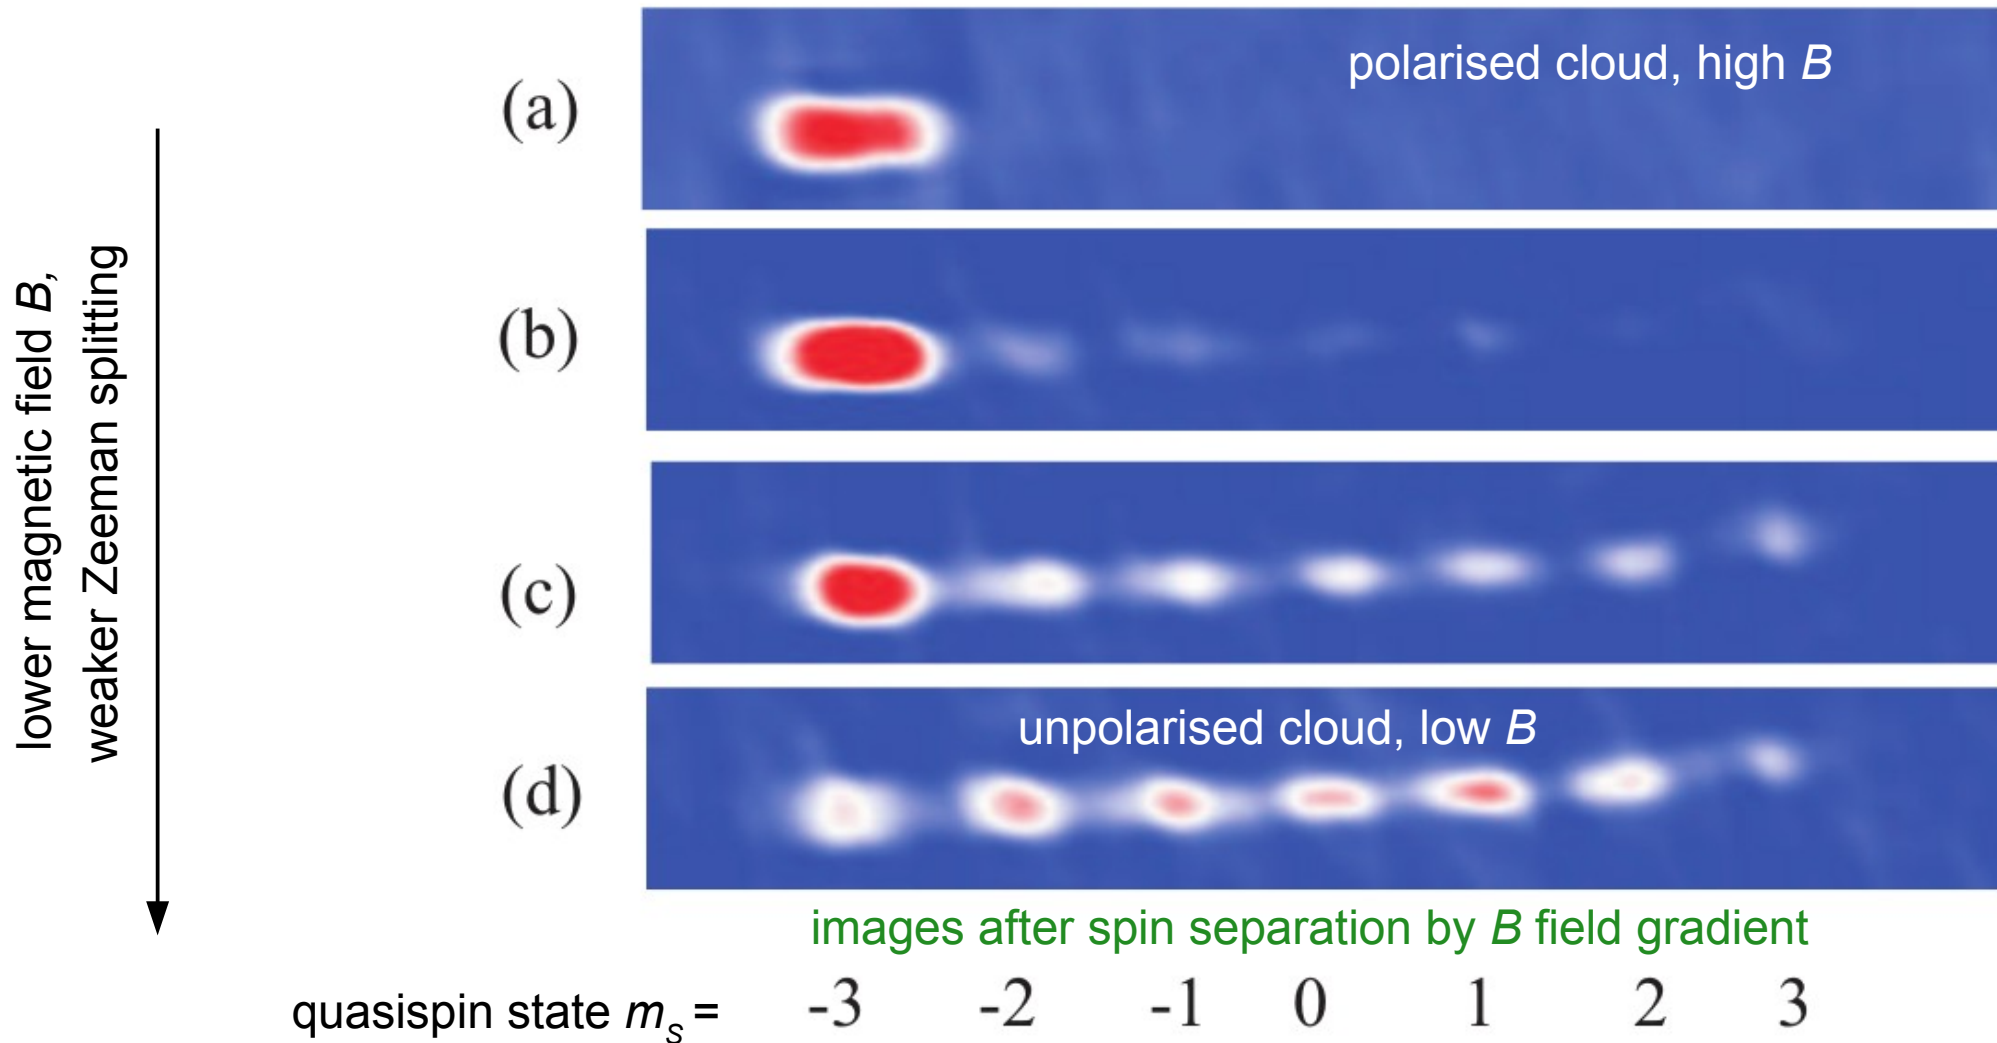 polarised cloud, high B
(a)
lower magnetic field B,
weaker Zeeman splitting
(b)
(c)
unpolarised cloud, low B
(d)
images after spin separation by B field gradient
quasispin state mS = -3 -2 -1 0 1 2 3